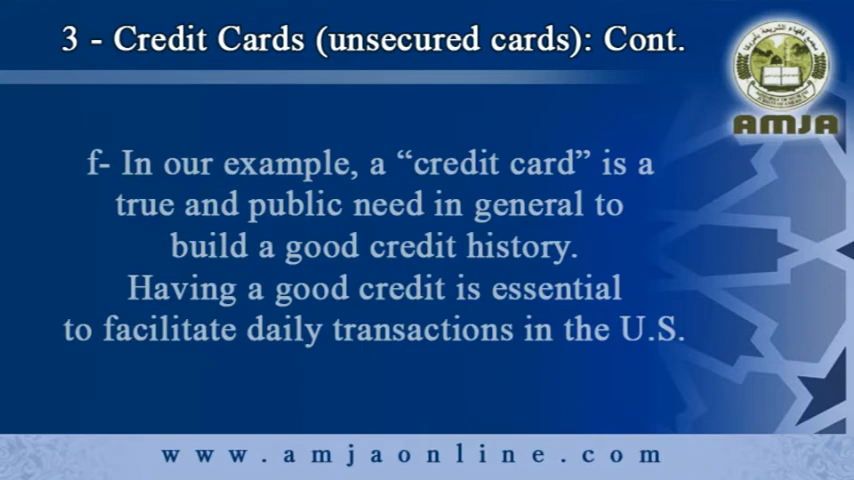 3 - Credit Cards (unsecured cards): Cont.
AMJA
f- In our example, a “credit card” is a
true and public need in general to
build a good credit history.
Having a good credit is essential
to facilitate daily transactions in the U.S.
www.amjaonline.com